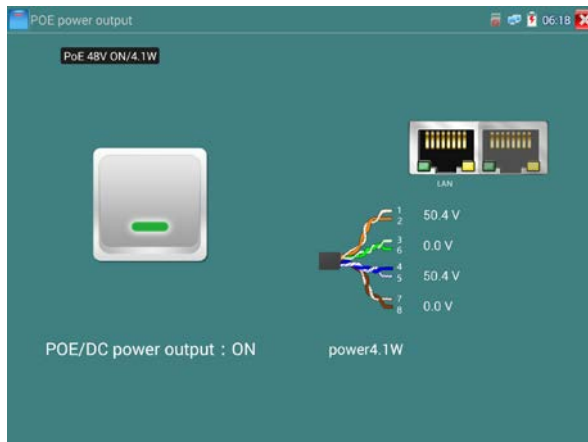 POE power output
06:18
PoE 48V ON/4.1W
LAN
1
2
50.4 V
3
6
0.0 V
4
5
50.4 V
7
8
0.0 V
POE/DC power output : ON
power4.1W